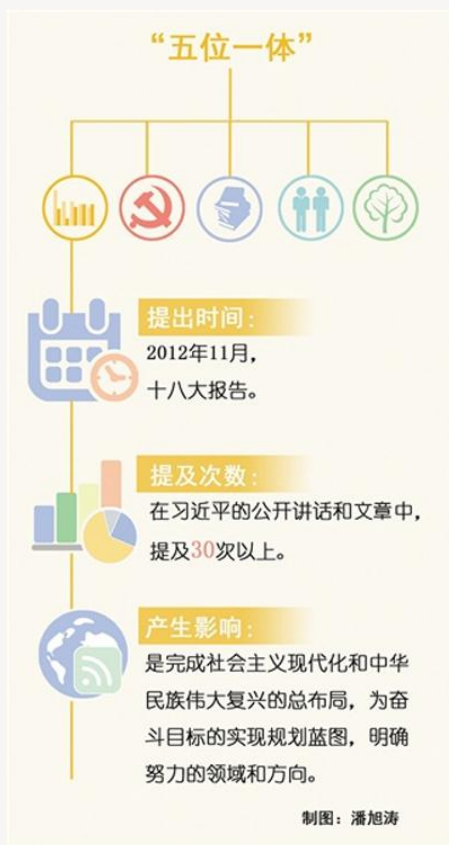 “五位一体”
提出时间：
2012年11月，
十八大报告。
提及次数：
在习近平的公开讲话和文章中，
提及30次以上。
产生影响：
是完成社会主义现代化和中华
民族伟大复兴的总布局，为奋
斗目标的实现规划蓝图，明确
努力的领域和方向。
制图：潘旭涛